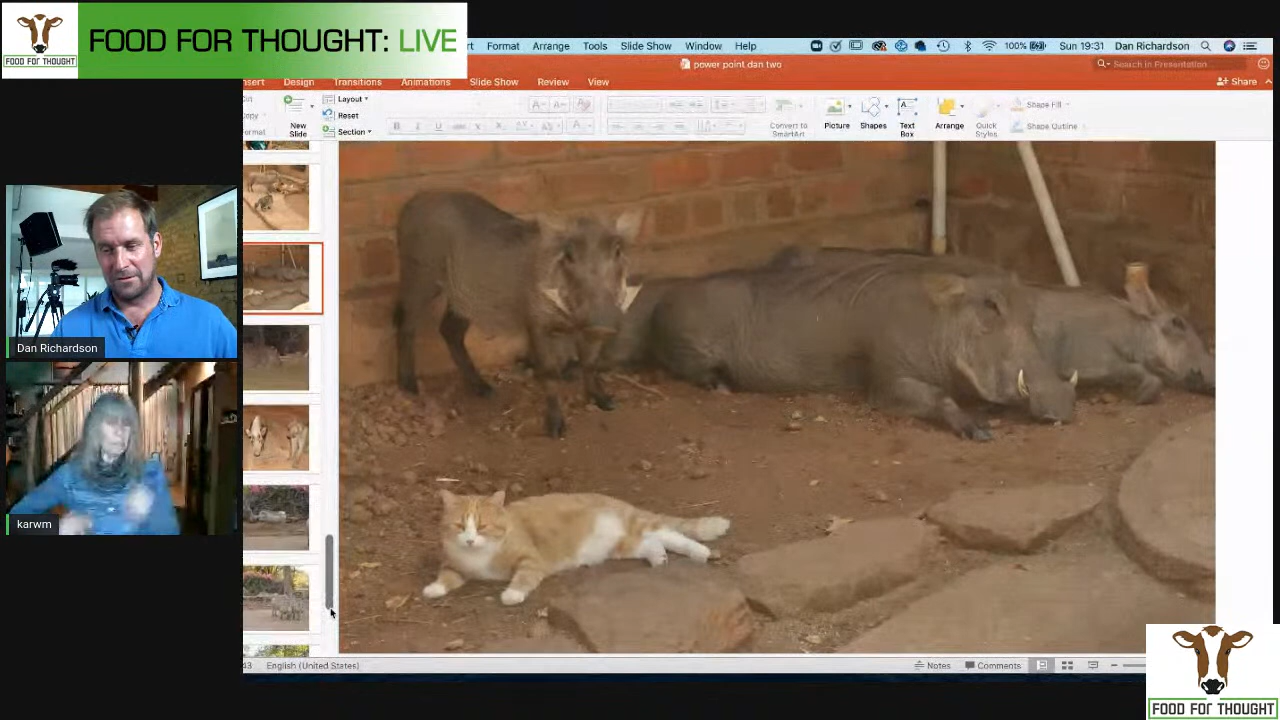 FOOD FOR THOUGHT
FOOD FOR THOUGHT: LIVE
Format Arrange Tools Slide Show Window Help
100%
Sun 19:31 Dan Richardson
power point dan two
Search in Presentation
Design Transitions Animations Slide Show Review View
Share
Layout
Reset
Section
New
Slide
Convert to
SmartArt
Picture
Shapes
Text
Box
Arrange
Quick
Styles
Shape Fill
Shape Outline
Dan Richardson
karwm
English (United States)
Notes
Comments
FOOD FOR THOUGHT